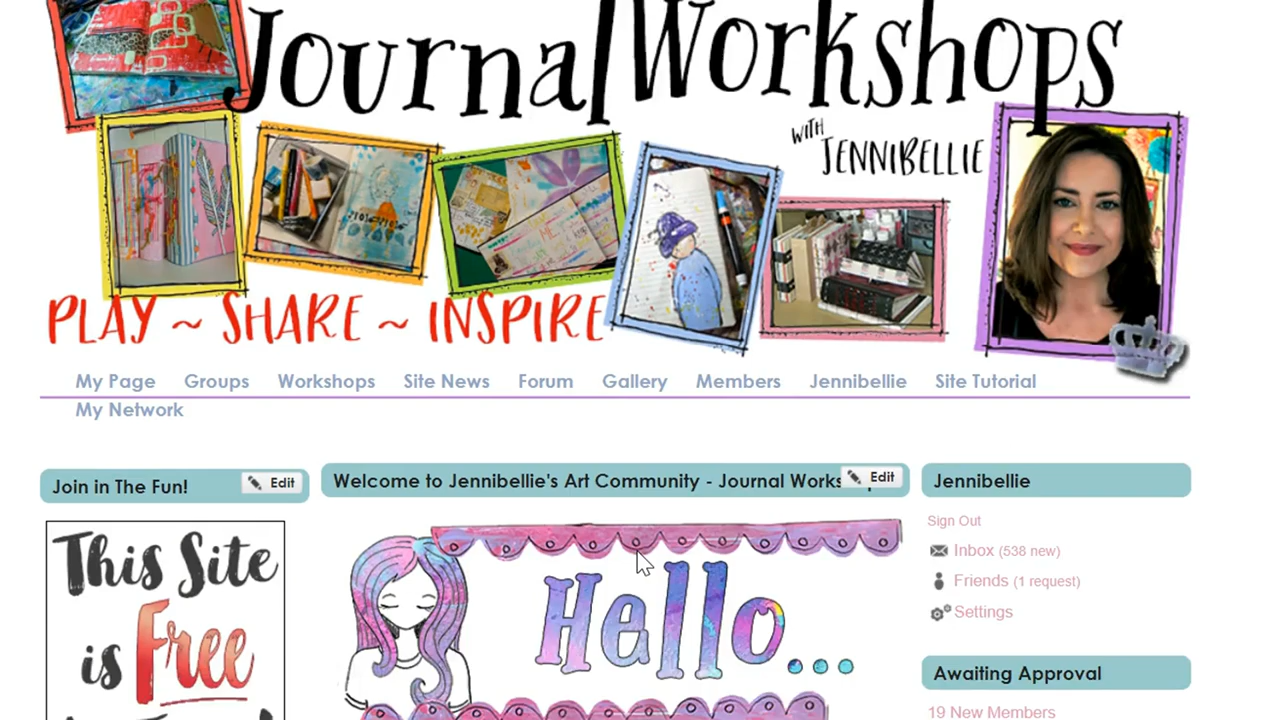 Journal Workshops
WITH
JENNIBELLIE
PLAY ~ SHARE ~ INSPIRE
My Page Groups Workshops Site News Forum Gallery Members Jennibellie Site Tutorial
My Network
Join in The Fun! Edit
Welcome to Jennibellie's Art Community - Journal Works Edit
Jennibellie
Sign Out
Inbox (538 new)
Friends (1 request)
Settings
This Site
is Free
Hello...
Awaiting Approval
19 New Members